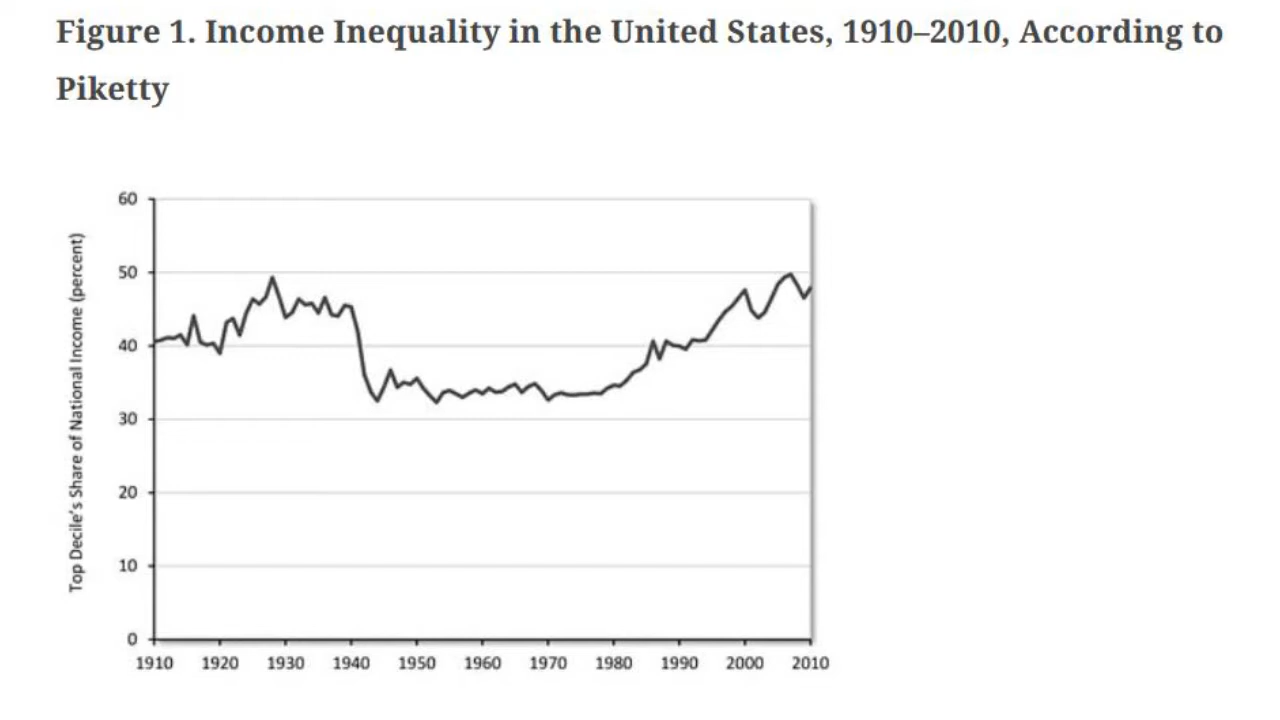 Figure 1. Income Inequality in the United States, 1910–2010, According to
Piketty
Top Decile's Share of National Income (percent)
60
50
40
30
20
10
0
1910 1920 1930 1940 1950 1960 1970 1980 1990 2000 2010